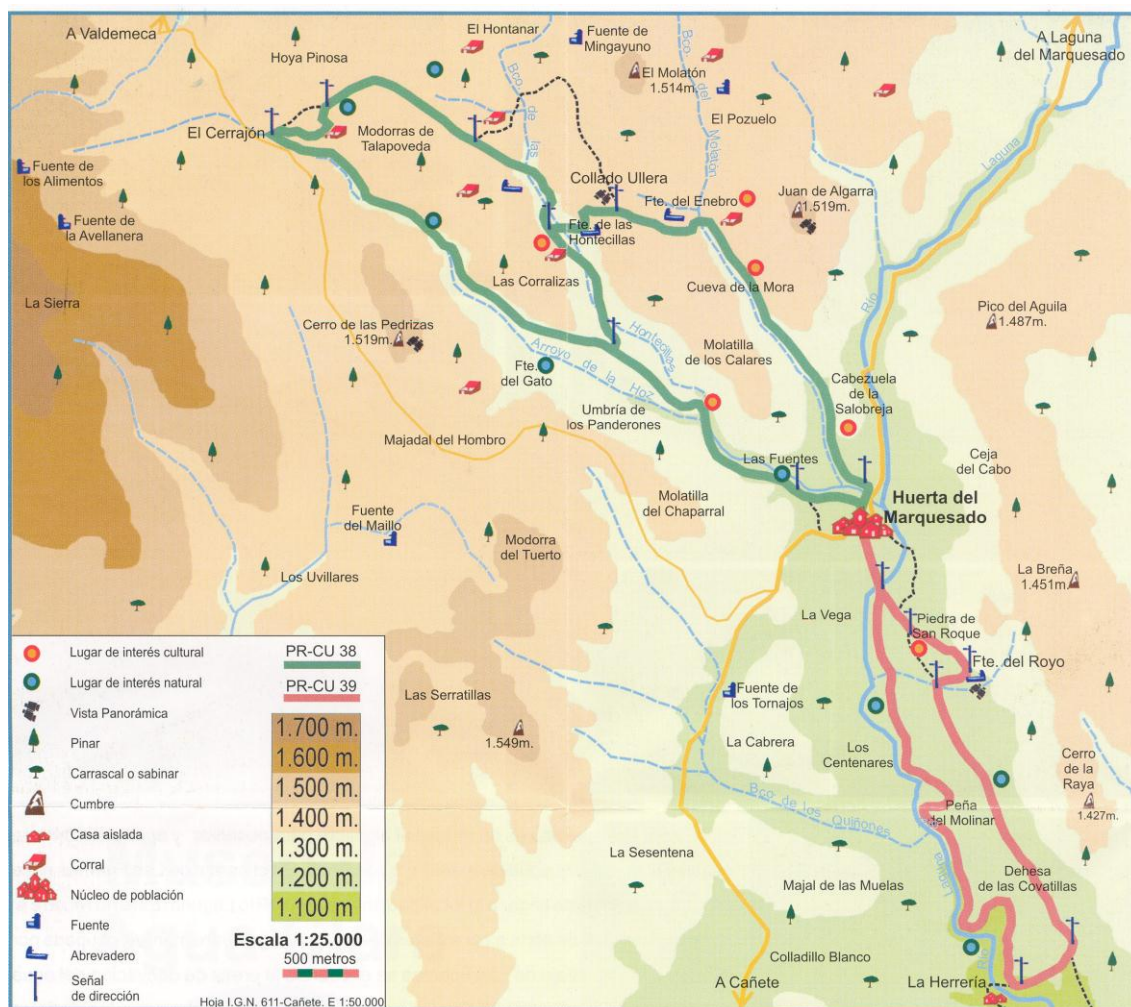 A Valdemeca
El Hontanar
Fuente de
Mingayuno
A Laguna
del Marquesado
Hoya Pinosa
El Molatón
1.514m.
Bco. de las
Bco. del Molatón
El Pozuelo
El Cerrajón
Modorras de
Talapoveda
Laguna
Río
Fuente de
los Alimentos
Collado Ullera
Juan de Algarra
1.519m.
Fte. del Enebro
Fuente de
la Avellanera
Fte. de las
Hontecillas
Las Corralizas
Cueva de la Mora
La Sierra
Pico del Aguila
1.487m.
Cerro de las Pedrizas
1.519m.
Hontecillas
Arroyo de la Hoz
Molatilla
de los Calares
Fte.
del Gato
Cabezuela
de la
Salobreja
Umbría de
los Panderones
Majadal del Hombro
Las Fuentes
Ceja
del Cabo
Molatilla
del Chaparral
Huerta del
Marquesado
Fuente
del Maillo
Modorra
del Tuerto
Los Uvillares
La Breña
1.451m.
La Vega
Piedra de
San Roque
Fte. del Royo
Las Serratillas
1.549m.
Fuente de
los Tornajos
La Cabrera
Los
Centenares
Cerro
de la
Raya
1.427m.
Bco. de los Quiñones
Peña
del Molinar
La Sesentena
Laguna
Majal de las Muelas
Dehesa
de las Covatillas
Colladillo Blanco
Río
La Herrería
A Cañete
Lugar de interés cultural
Lugar de interés natural
Vista Panorámica
Pinar
Carrascal o sabinar
Cumbre
Casa aislada
Corral
Núcleo de población
Fuente
Abrevadero
Señal
de dirección
PR-CU 38
PR-CU 39
1.700 m.
1.600 m.
1.500 m.
1.400 m.
1.300 m.
1.200 m.
1.100 m
Escala 1:25.000
500 metros
Hoja I.G.N. 611-Cañete. E 1:50.000